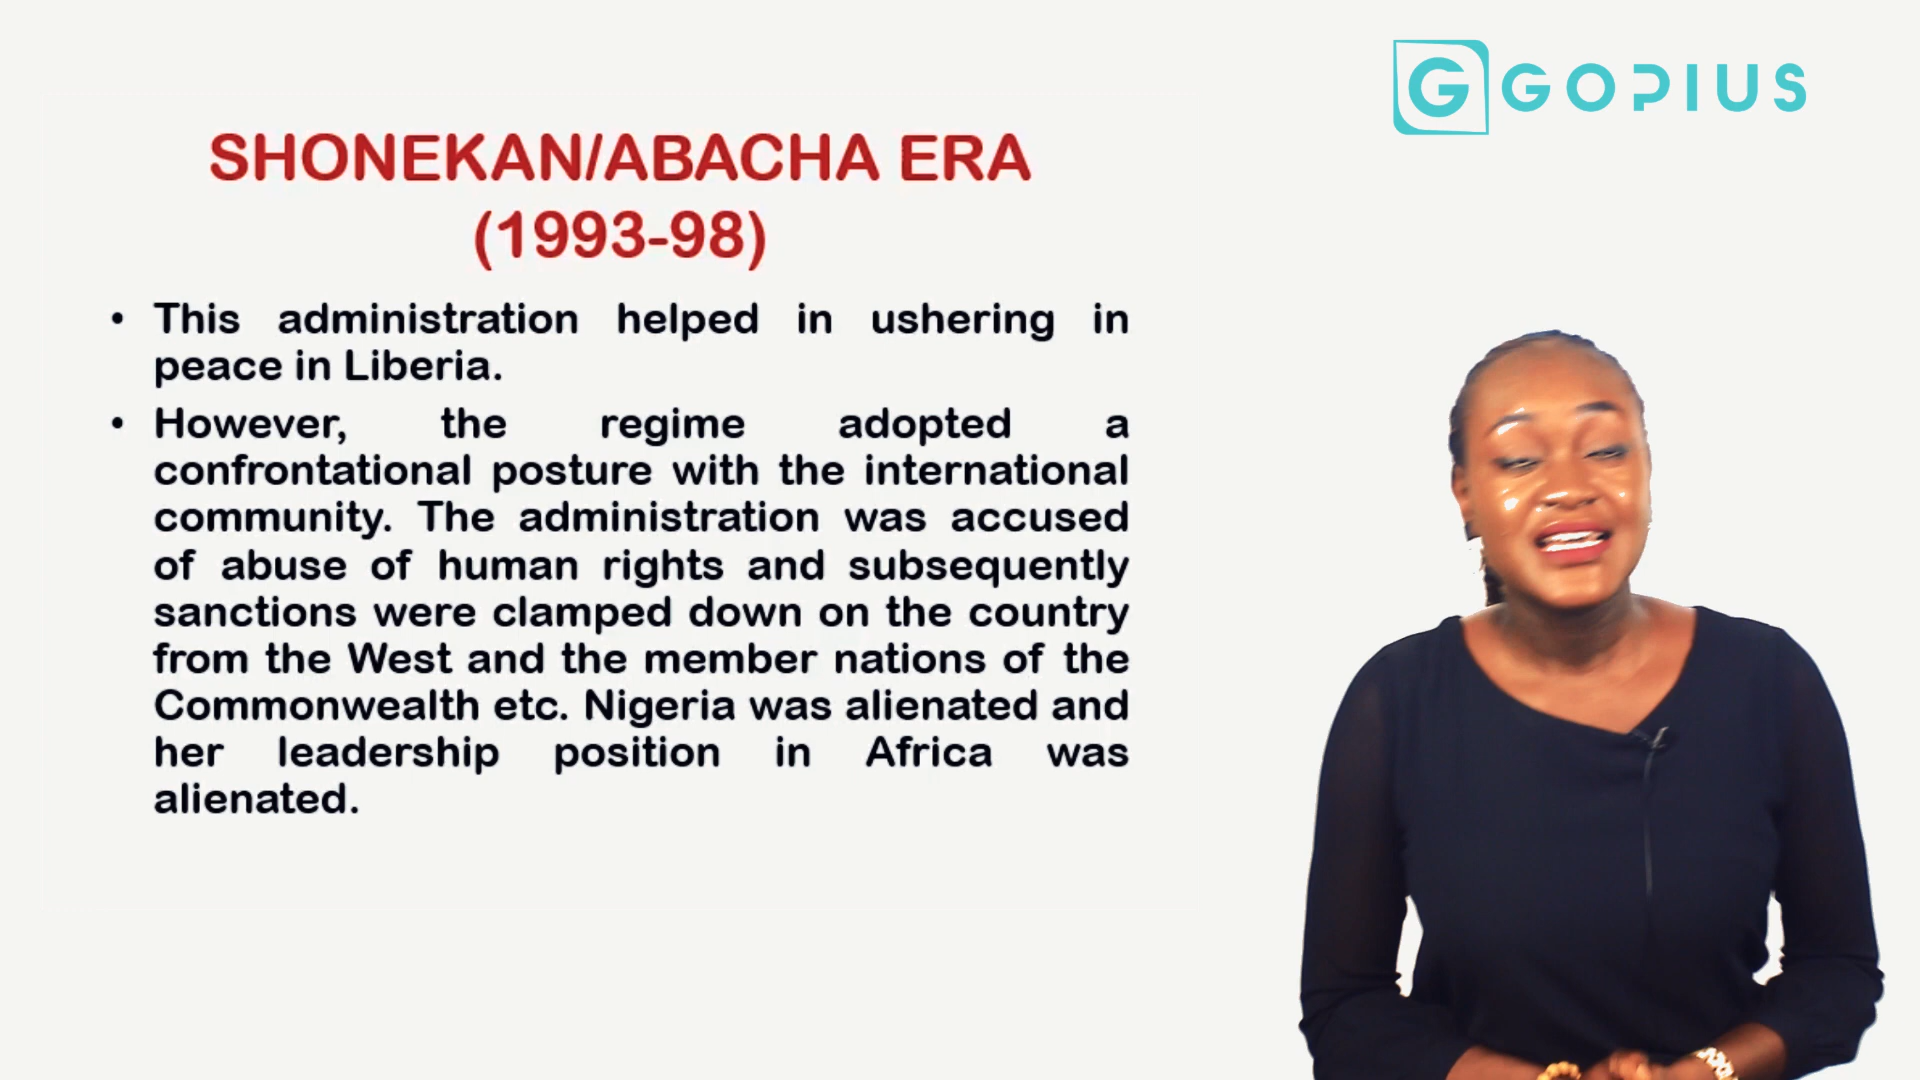 GOPIUS
SHONEKAN/ABACHA ERA
(1993-98)
• This administration helped in ushering in
peace in Liberia.
• However, the regime adopted a
confrontational posture with the international
community. The administration was accused
of abuse of human rights and subsequently
sanctions were clamped down on the country
from the West and the member nations of the
Commonwealth etc. Nigeria was alienated and
her leadership position in Africa was
alienated.